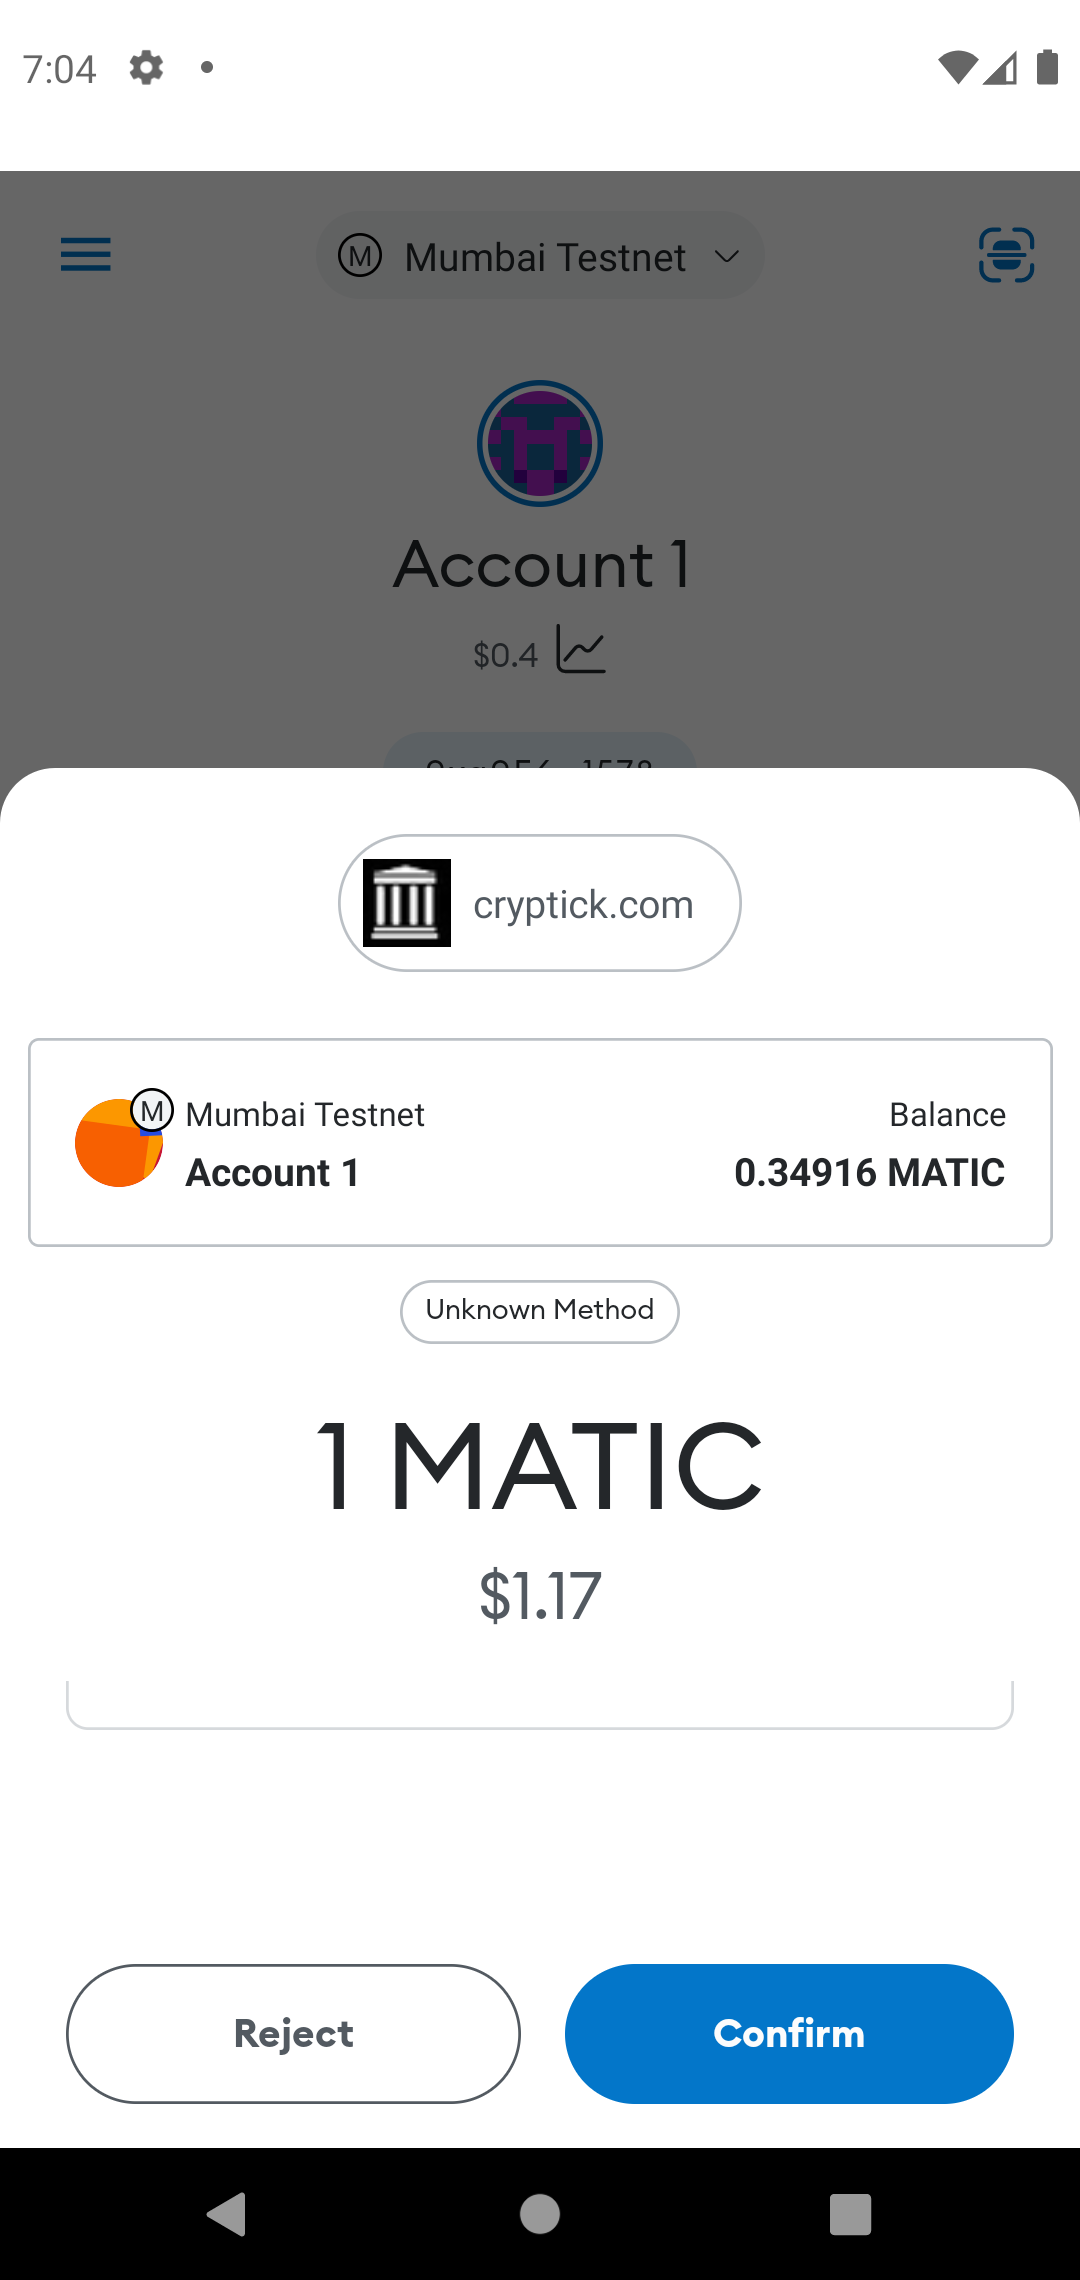 7:04
M Mumbai Testnet
Account 1
$0.4
cryptick.com
M Mumbai Testnet
Balance
Account 1
0.34916 MATIC
Unknown Method
1 MATIC
$1.17
Reject
Confirm